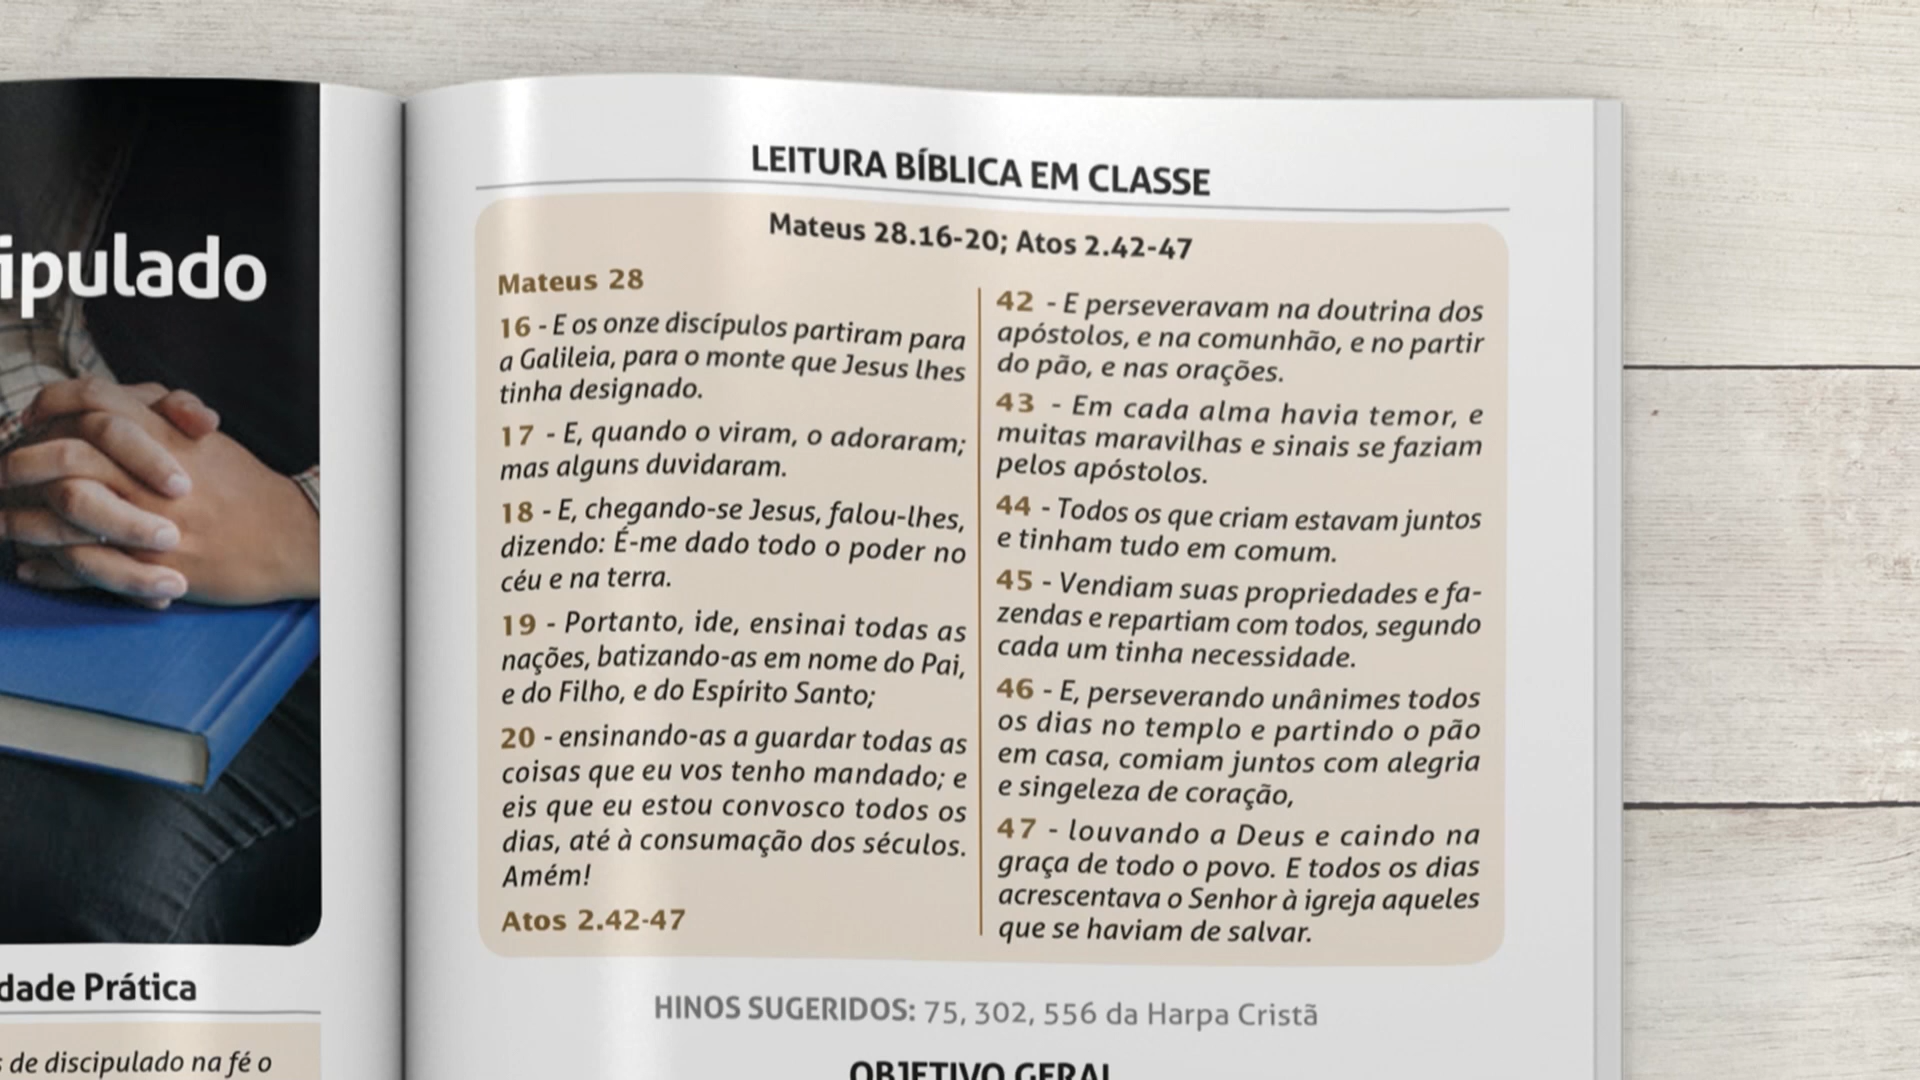 ipulado
dade Prática
de discipulado na fé o
LEITURA BÍBLICA EM CLASSE
Mateus 28.16-20; Atos 2.42-47
Mateus 28
16 - E os onze discípulos partiram para
a Galileia, para o monte que Jesus lhes
tinha designado.
17 - E, quando o viram, o adoraram;
mas alguns duvidaram.
18 - E, chegando-se Jesus, falou-lhes,
dizendo: É-me dado todo o poder no
céu e na terra.
19 - Portanto, ide, ensinai todas as
nações, batizando-as em nome do Pai,
e do Filho, e do Espírito Santo;
20 - ensinando-as a guardar todas as
coisas que eu vos tenho mandado; e
eis que eu estou convosco todos os
dias, até à consumação dos séculos.
Amém!
Atos 2.42-47
42 - E perseveravam na doutrina dos
apóstolos, e na comunhão, e no partir
do pão, e nas orações.
43 - Em cada alma havia temor, e
muitas maravilhas e sinais se faziam
pelos apóstolos.
44 - Todos os que criam estavam juntos
e tinham tudo em comum.
45 - Vendiam suas propriedades e fa-
zendas e repartiam com todos, segundo
cada um tinha necessidade.
46 - E, perseverando unânimes todos
os dias no templo e partindo o pão
em casa, comiam juntos com alegria
e singeleza de coração,
47 - louvando a Deus e caindo na
graça de todo o povo. E todos os dias
acrescentava o Senhor à igreja aqueles
que se haviam de salvar.
HINOS SUGERIDOS: 75, 302, 556 da Harpa Cristã
OBJETIVO GERAL